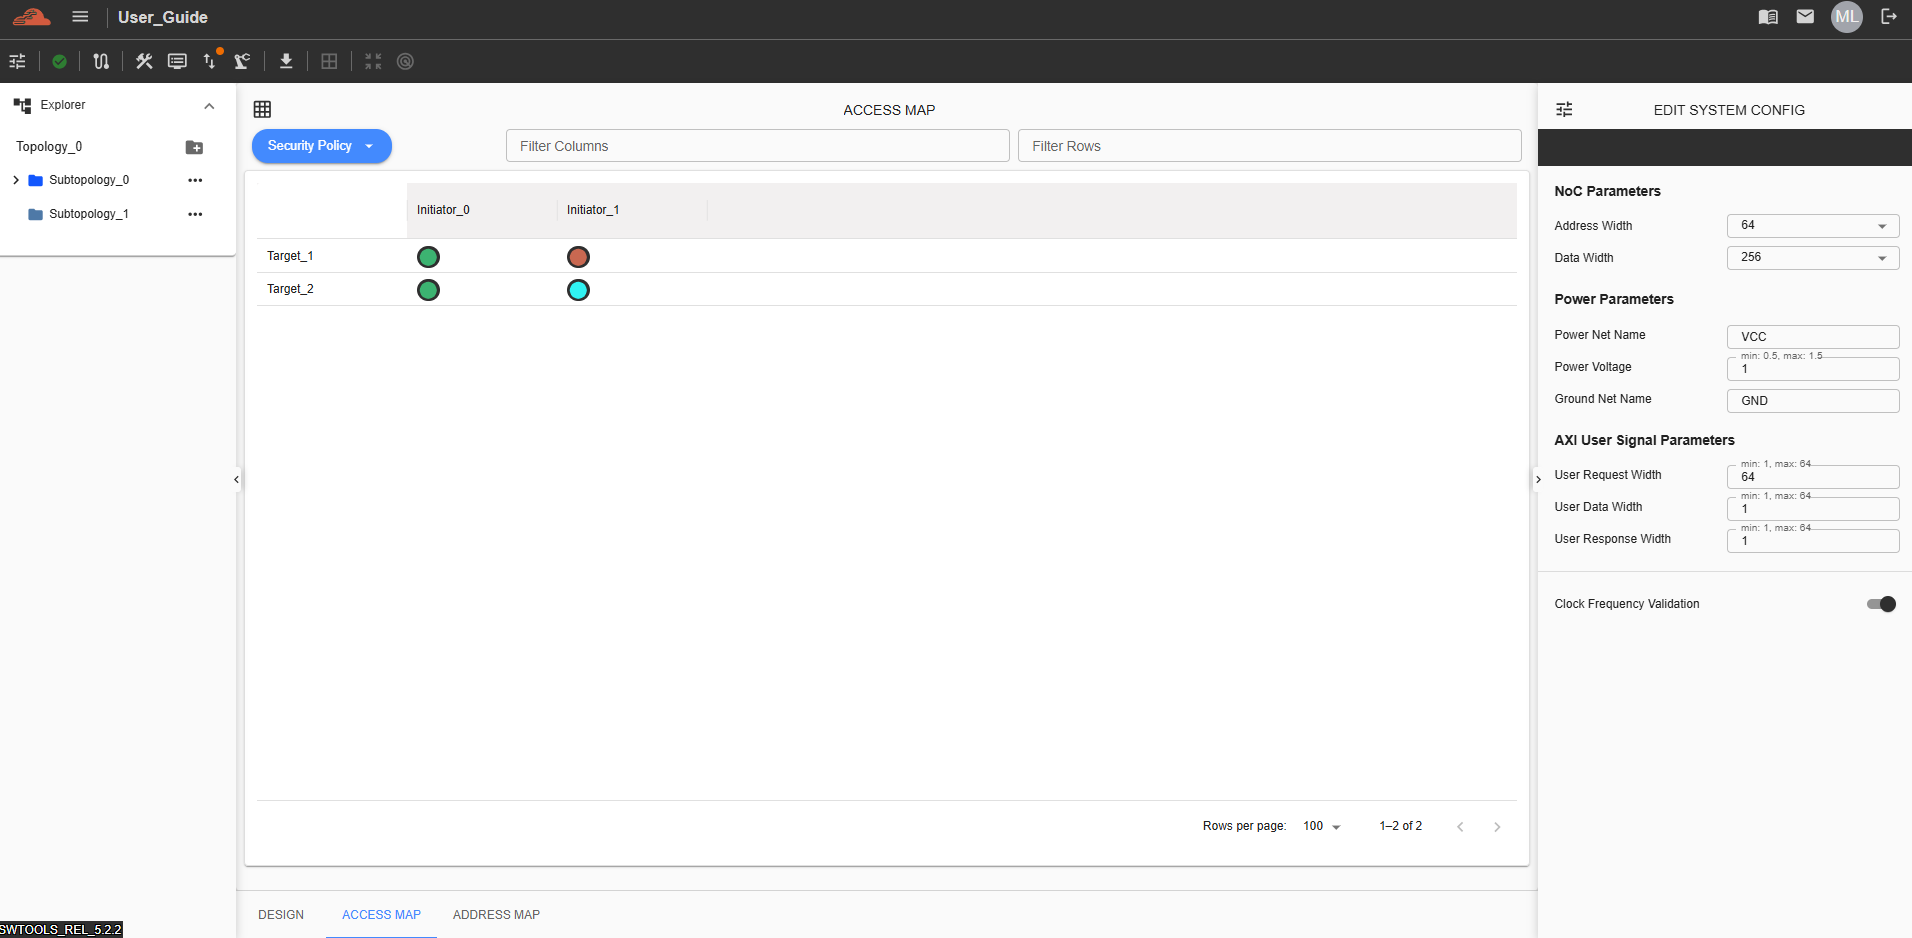 User_Guide
ML
Explorer
Topology_0
Subtopology_0
Subtopology_1
ACCESS MAP
Security Policy
Filter Columns
Filter Rows
Initiator_0
Initiator_1
Target_1
Target_2
Rows per page:
100
1–2 of 2
DESIGN
ACCESS MAP
ADDRESS MAP
SWTOOLS_REL_5.2.2
EDIT SYSTEM CONFIG
NoC Parameters
Address Width
64
Data Width
256
Power Parameters
Power Net Name
VCC
Power Voltage
min: 0.5, max: 1.5
1
Ground Net Name
GND
AXI User Signal Parameters
User Request Width
min: 1, max: 64
64
User Data Width
min: 1, max: 64
1
User Response Width
min: 1, max: 64
1
Clock Frequency Validation